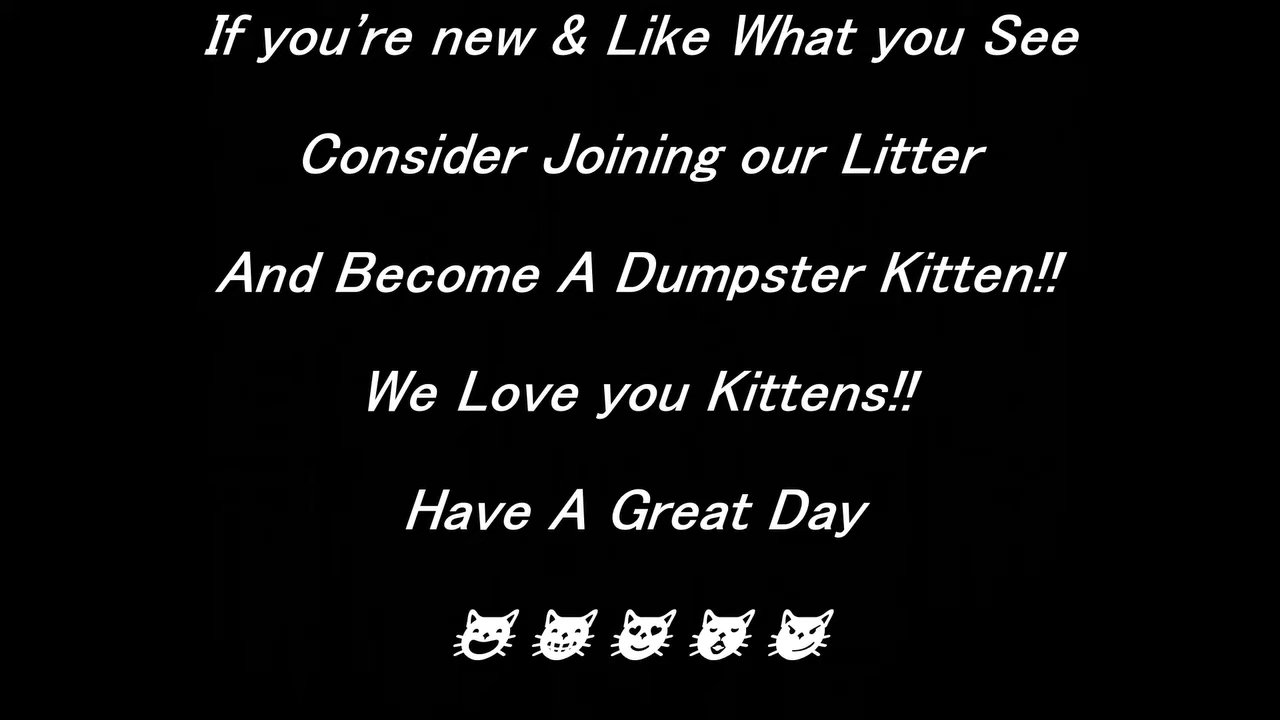 If you're new & Like What you See
Consider Joining our Litter
And Become A Dumpster Kitten!!
We Love you Kittens!!
Have A Great Day
😺😸😻😽😼